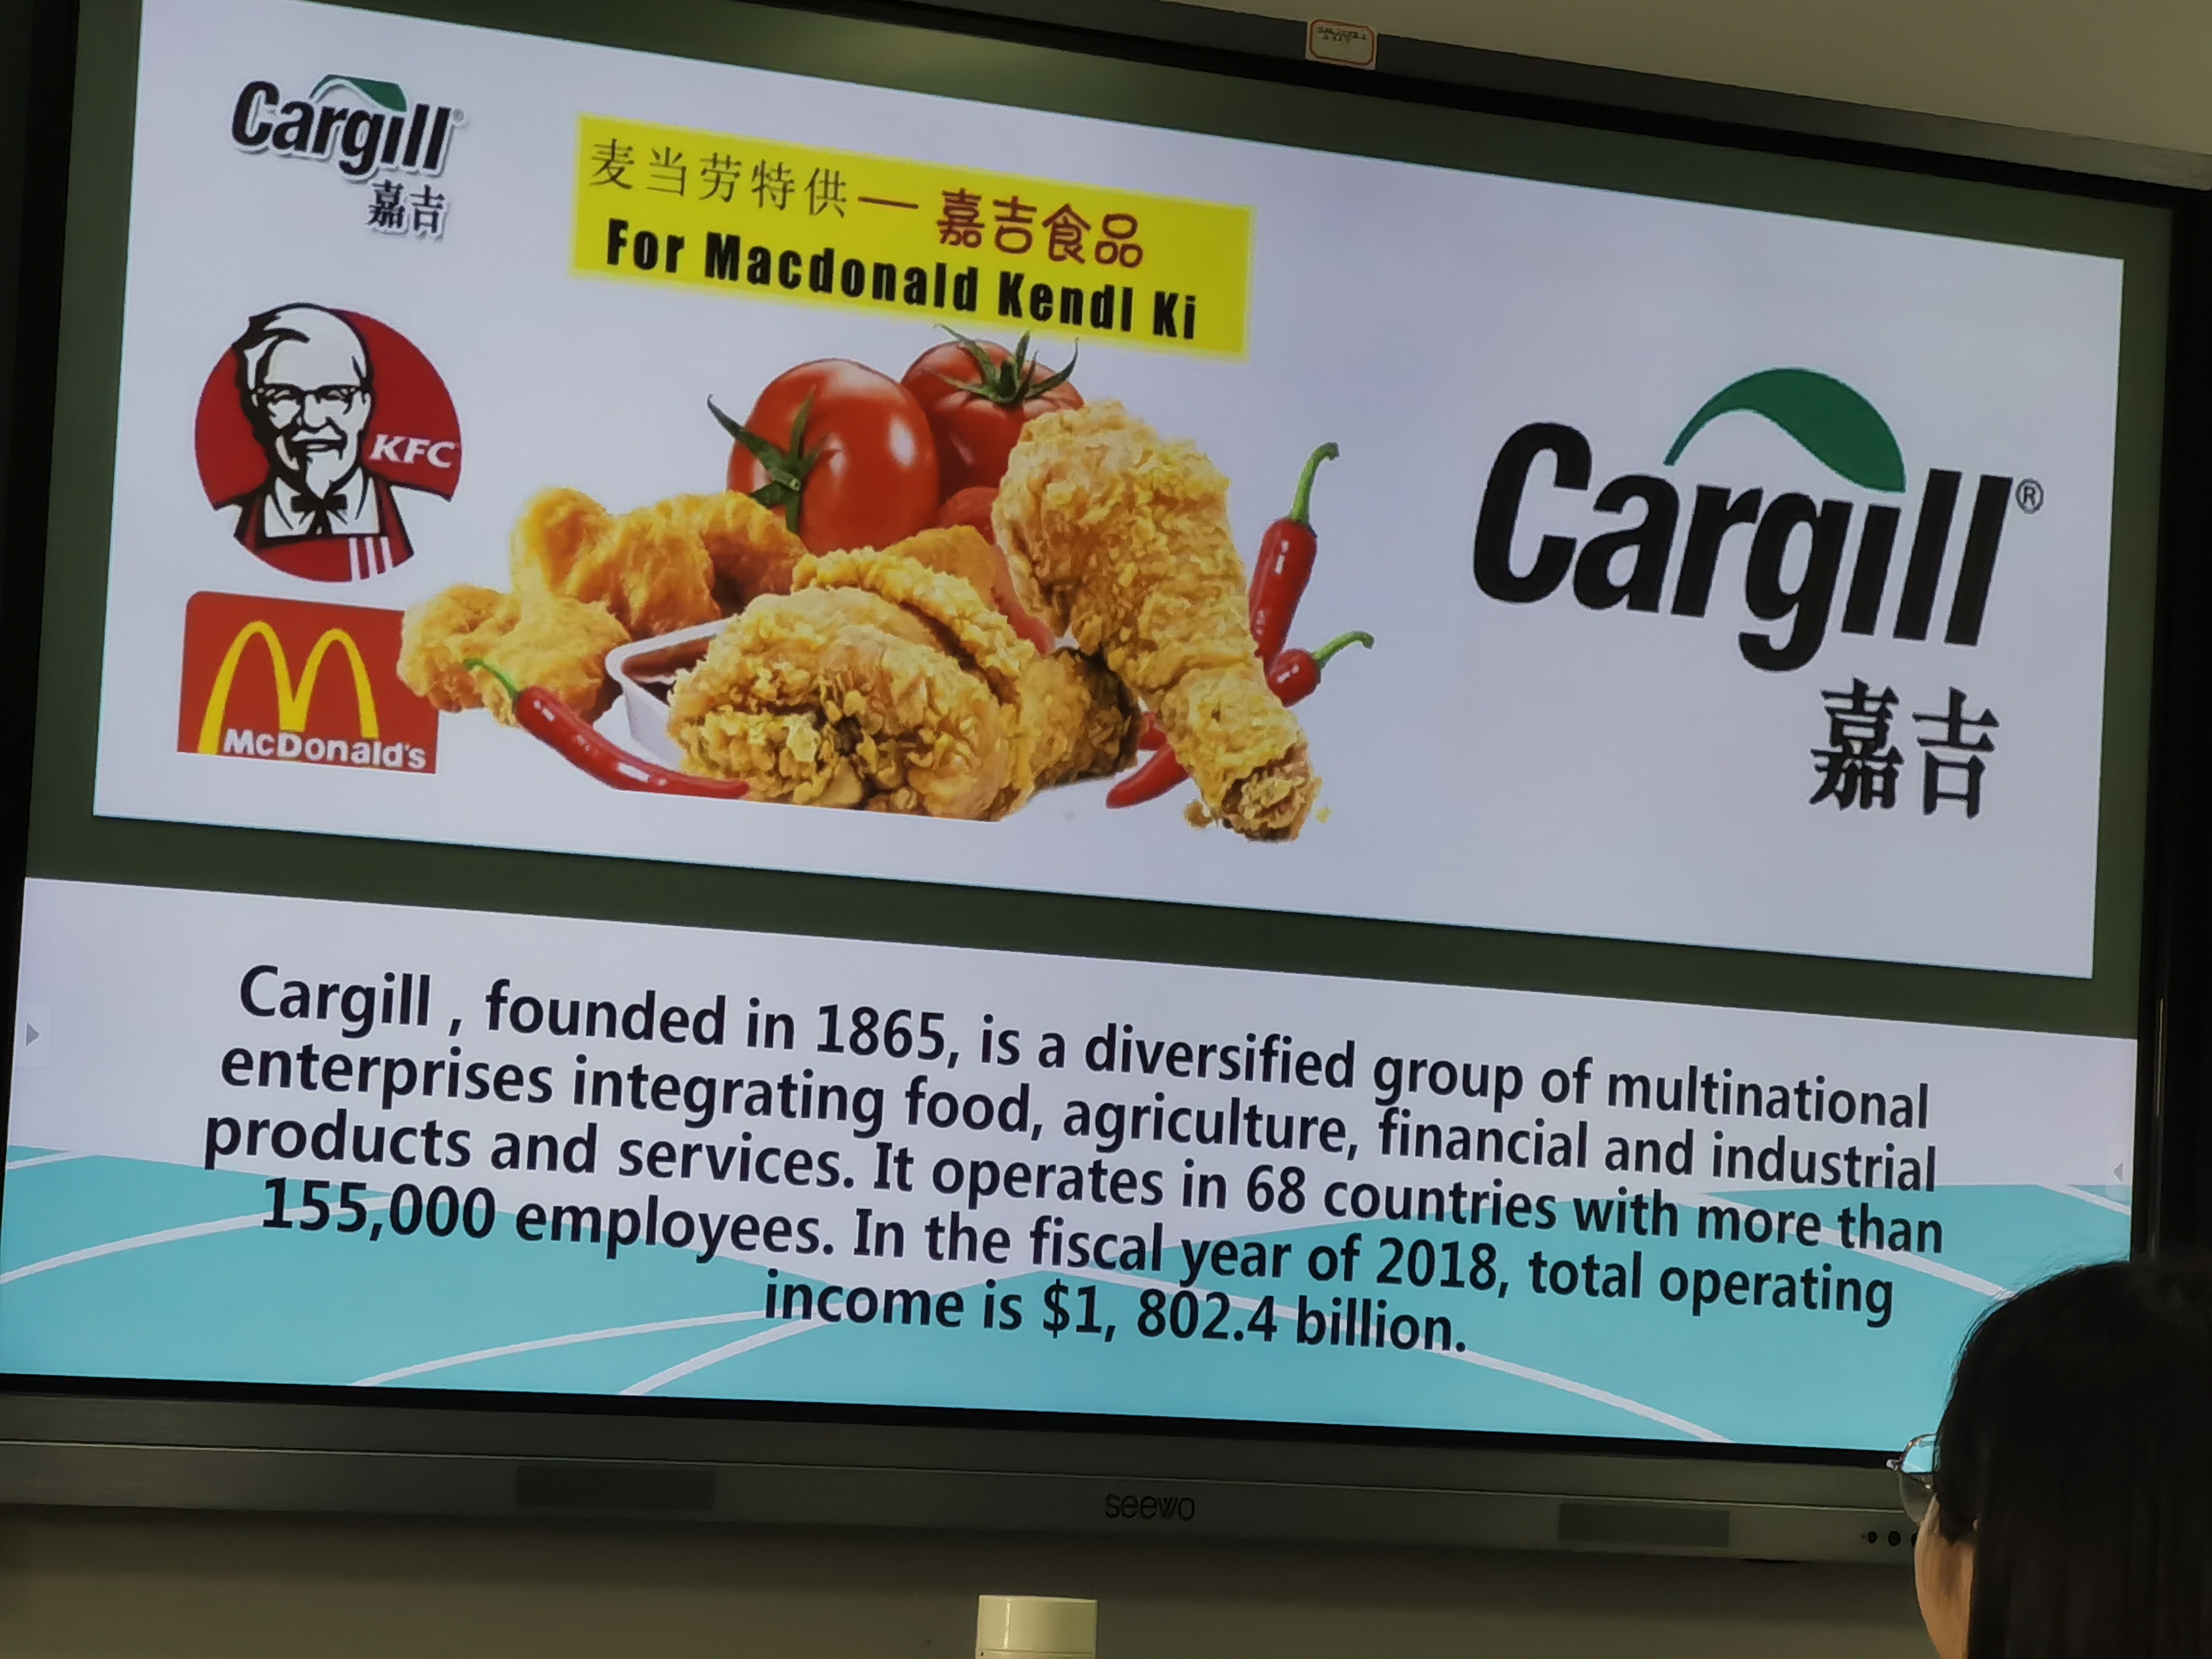 Cargill®
嘉吉
麦当劳特供一嘉吉食品
For Macdonald Kendl Ki
KFC
McDonald's
Cargill®
嘉吉
Cargill , founded in 1865, is a diversified group of multinational
enterprises integrating food, agriculture, financial and industrial
products and services. It operates in 68 countries with more than
155,000 employees. In the fiscal year of 2018, total operating
income is $1, 802.4 billion.
seewo